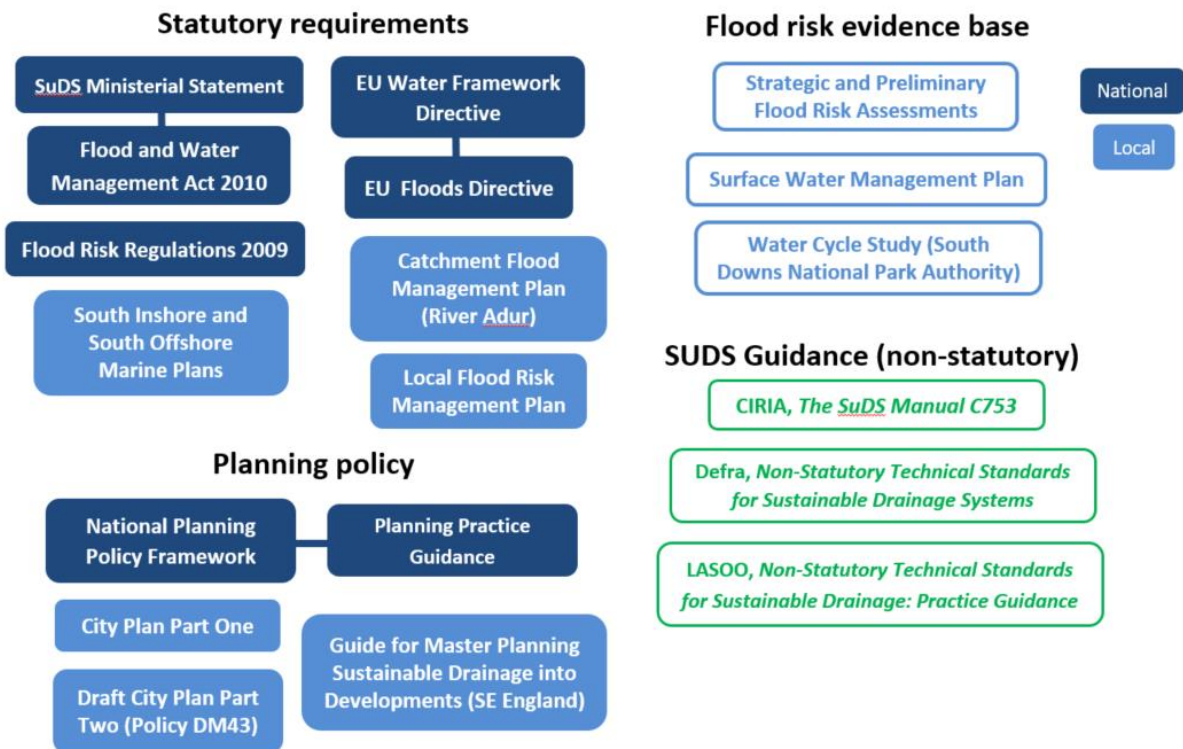 Statutory requirements
SuDS Ministerial Statement
Flood and Water
Management Act 2010
Flood Risk Regulations 2009
South Inshore and
South Offshore
Marine Plans
EU Water Framework
Directive
EU Floods Directive
Catchment Flood
Management Plan
(River Adur)
Local Flood Risk
Management Plan
Planning policy
National Planning
Policy Framework
Planning Practice
Guidance
City Plan Part One
Draft City Plan Part
Two (Policy DM43)
Guide for Master Planning
Sustainable Drainage into
Developments (SE England)
Flood risk evidence base
Strategic and Preliminary
Flood Risk Assessments
Surface Water Management Plan
Water Cycle Study (South
Downs National Park Authority)
National
Local
SUDS Guidance (non-statutory)
CIRIA, The SuDS Manual C753
Defra, Non-Statutory Technical Standards
for Sustainable Drainage Systems
LASOO, Non-Statutory Technical Standards
for Sustainable Drainage: Practice Guidance